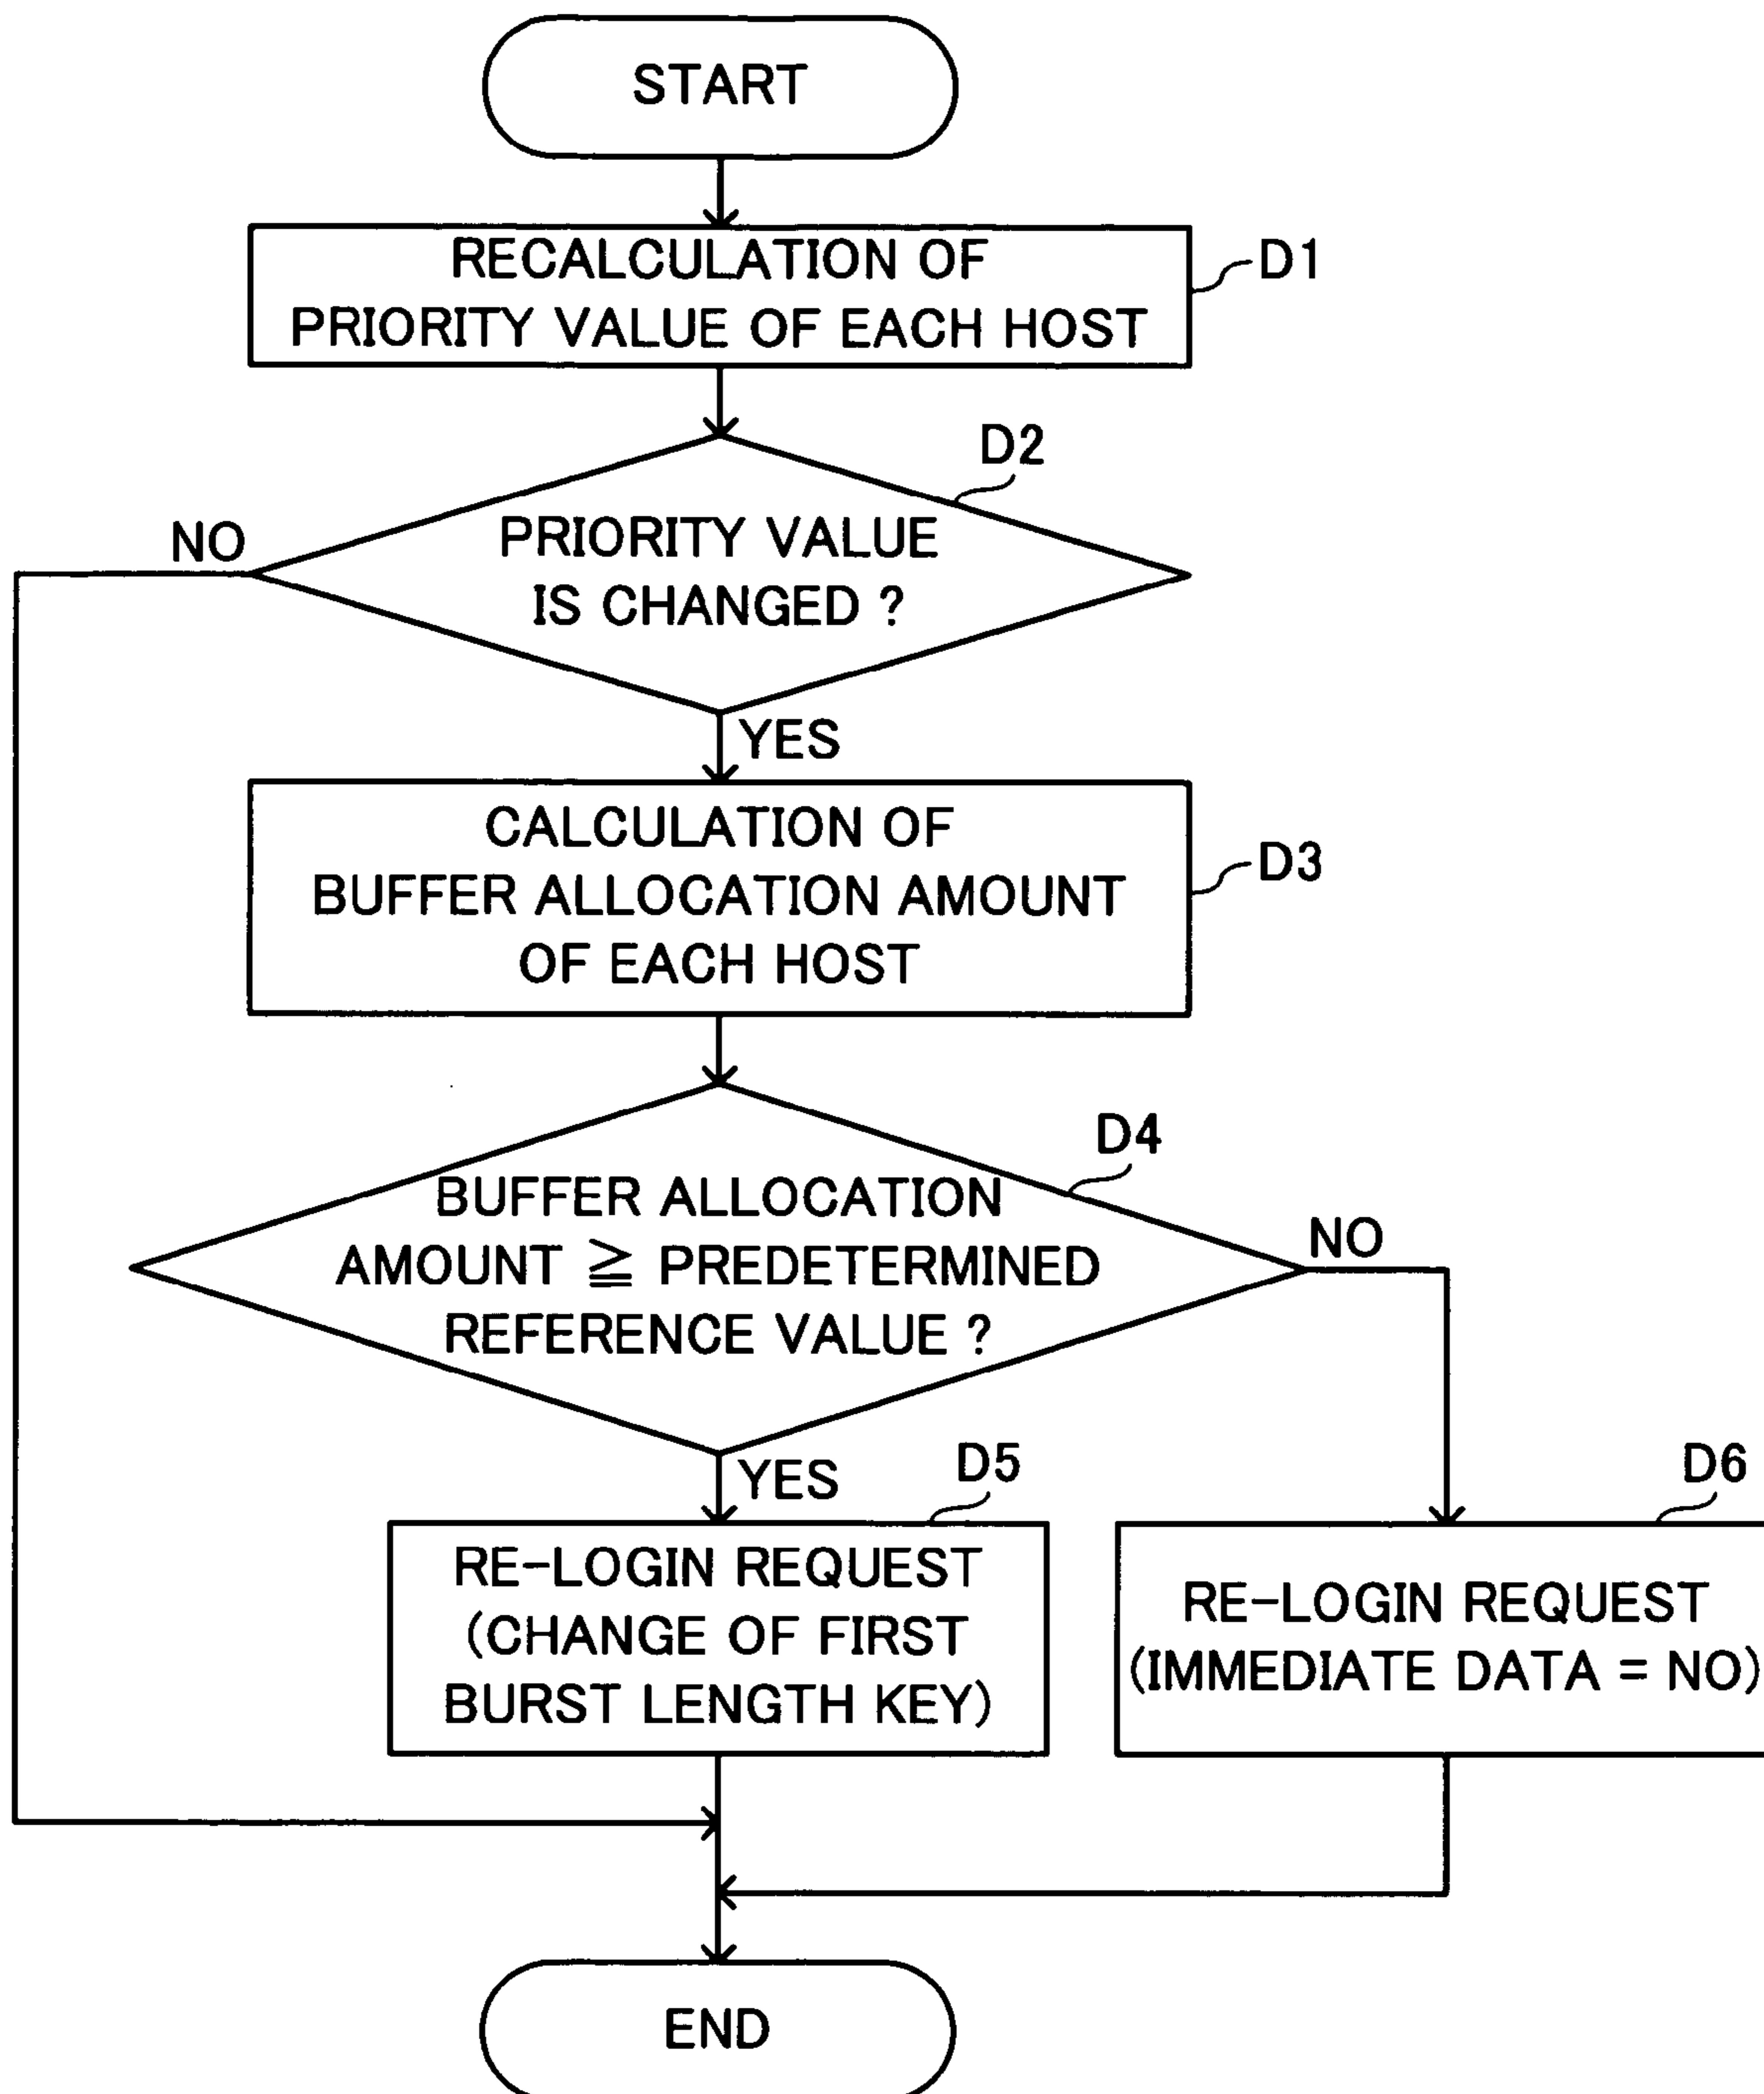 START
RECALCULATION OF
PRIORITY VALUE OF EACH HOST
D1
D2
NO
PRIORITY VALUE
IS CHANGED ?
YES
CALCULATION OF
BUFFER ALLOCATION AMOUNT
OF EACH HOST
D3
D4
BUFFER ALLOCATION
AMOUNT ≧ PREDETERMINED
REFERENCE VALUE ?
NO
YES
D5
RE-LOGIN REQUEST
(CHANGE OF FIRST
BURST LENGTH KEY)
D6
RE-LOGIN REQUEST
(IMMEDIATE DATA = NO)
END